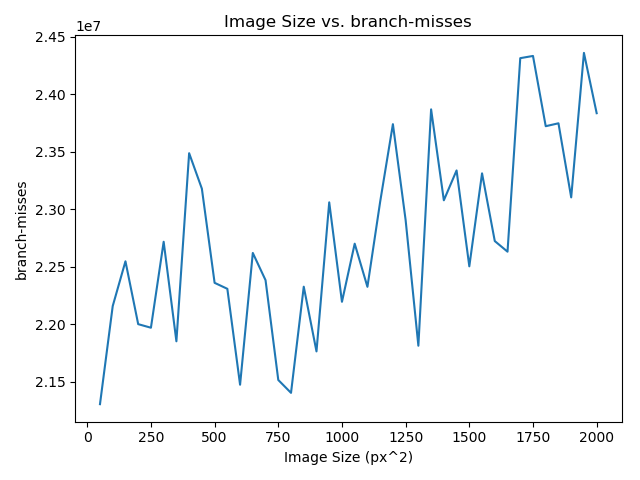 Image Size vs. branch-misses
1e7
2.45
2.40
2.35
2.30
2.25
2.20
2.15
branch-misses
0 250 500 750 1000 1250 1500 1750 2000
Image Size (px^2)